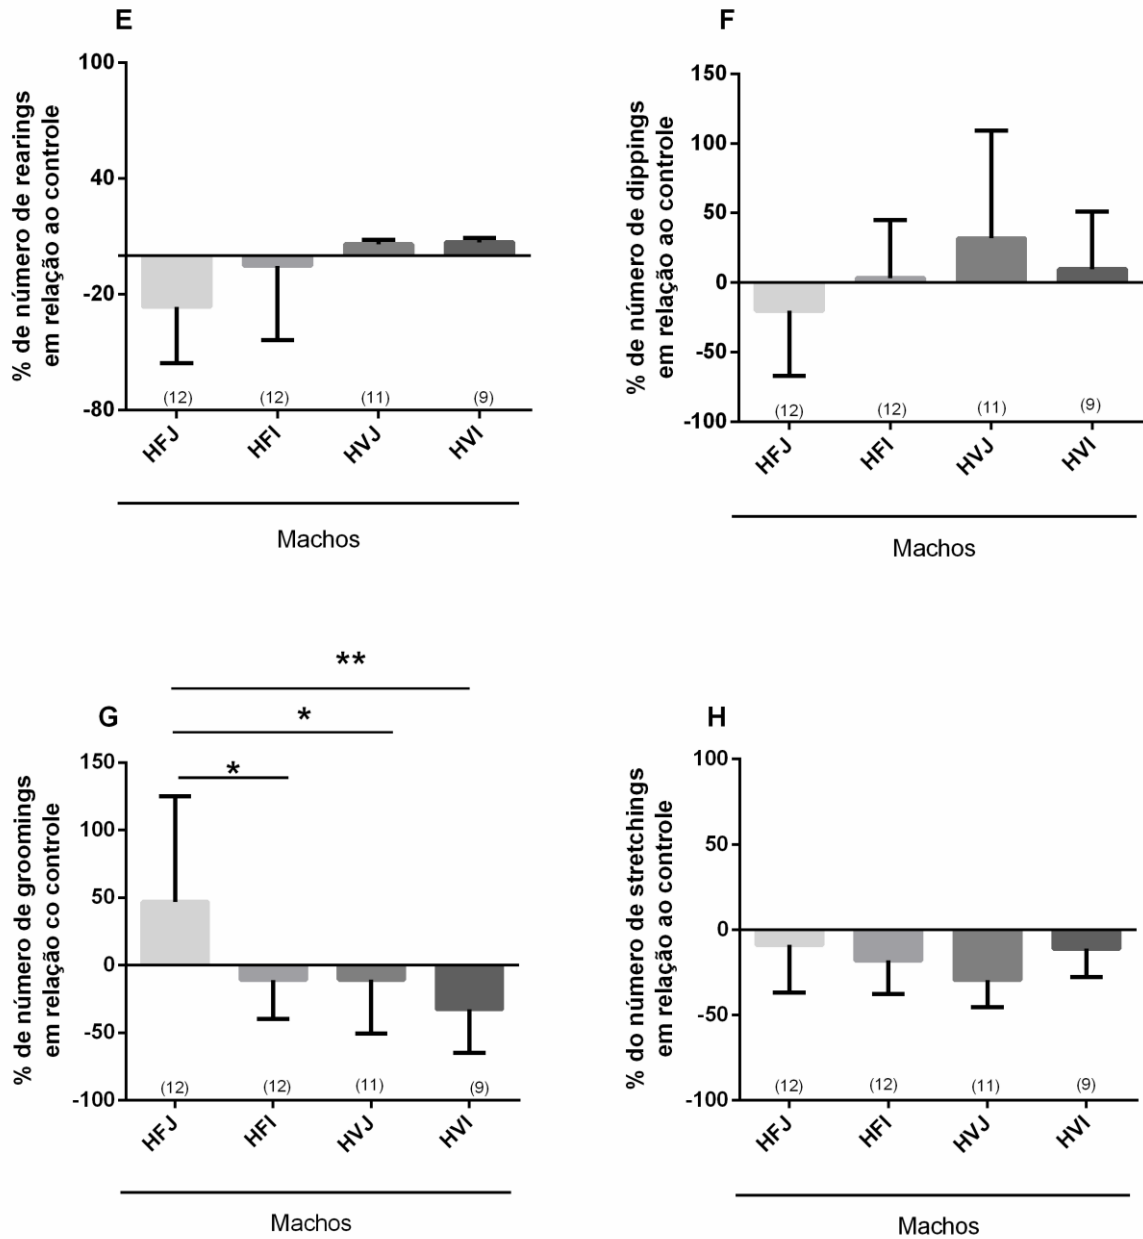 E
% de número de rearings
em relação ao controle
100
40
-20
-80
(12)
(12)
(11)
(9)
HFJ
HFI
HVJ
HVI
Machos
F
% de número de dippings
em relação ao controle
150
100
50
0
-50
-100
(12)
(12)
(11)
(9)
HFJ
HFI
HVJ
HVI
Machos
G
**
*
*
% de número de groomings
em relação co controle
150
100
50
0
-50
-100
(12)
(12)
(11)
(9)
HFJ
HFI
HVJ
HVI
Machos
H
% do número de stretchings
em relação ao controle
100
50
0
-50
-100
(12)
(12)
(11)
(9)
HFJ
HFI
HVJ
HVI
Machos